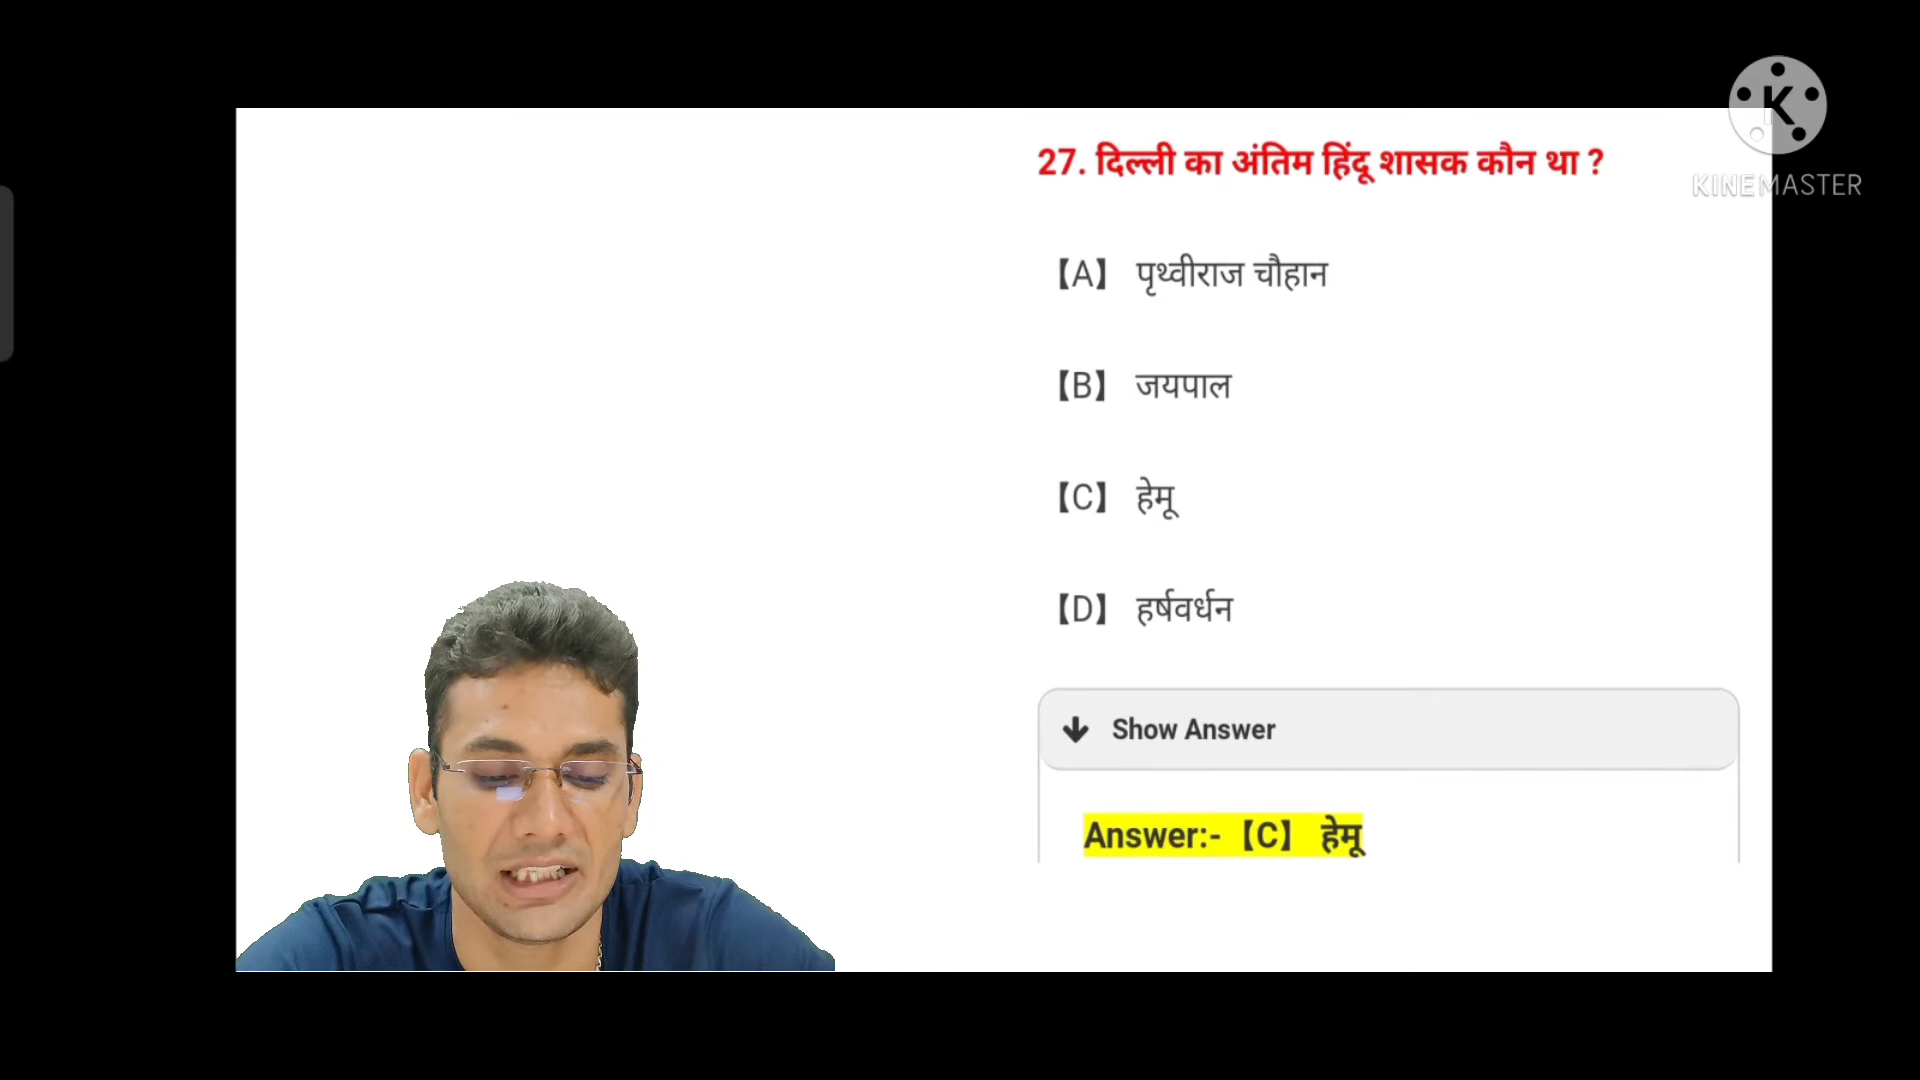 27. दिल्ली का अंतिम हिंदू शासक कौन था ?
K
KINEMASTER
【A】 पृथ्वीराज चौहान
【B】 जयपाल
【C】 हेमू
【D】 हर्षवर्धन
Show Answer
Answer:-【C】 हेमू